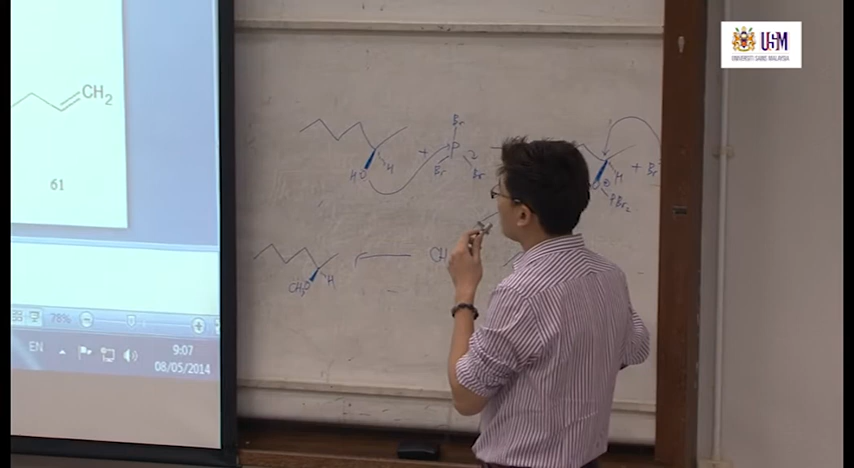 CH₂
61
78%
EN
9:07
08/05/2014
USM
UNIVERSITI SAINS MALAYSIA
Br
+ P
HO H Br Br
H + Br
O ⊕
PBr₂
CH₃O H
CH